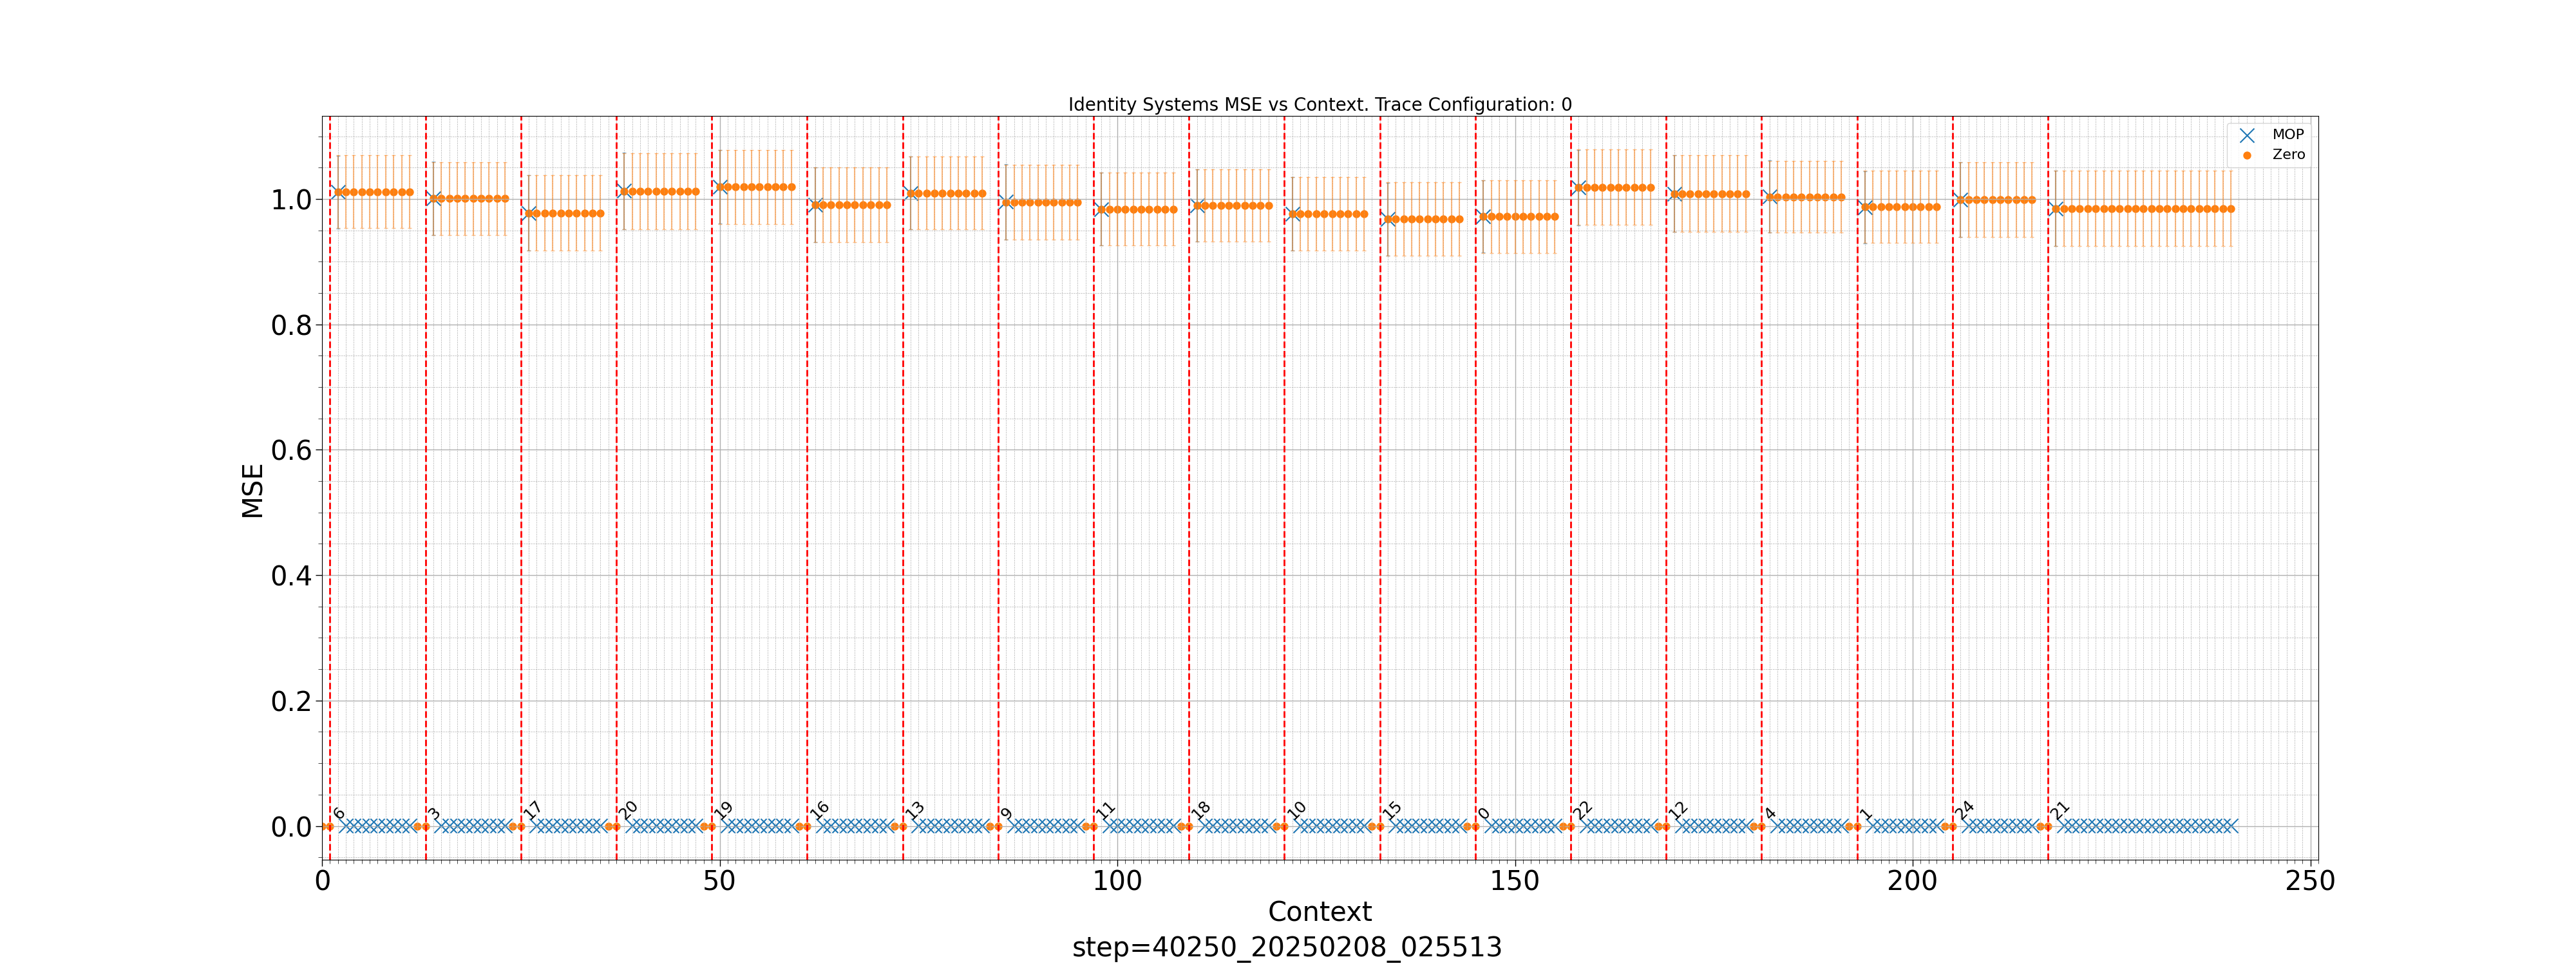 Identity Systems MSE vs Context. Trace Configuration: 0
MOP
Zero
MSE
1.0
0.8
0.6
0.4
0.2
0.0
6 3 17 20 19 16 13 9 11 18 10 15 0 22 12 4 1 24 21
0 50 100 150 200 250
Context
step=40250_20250208_025513